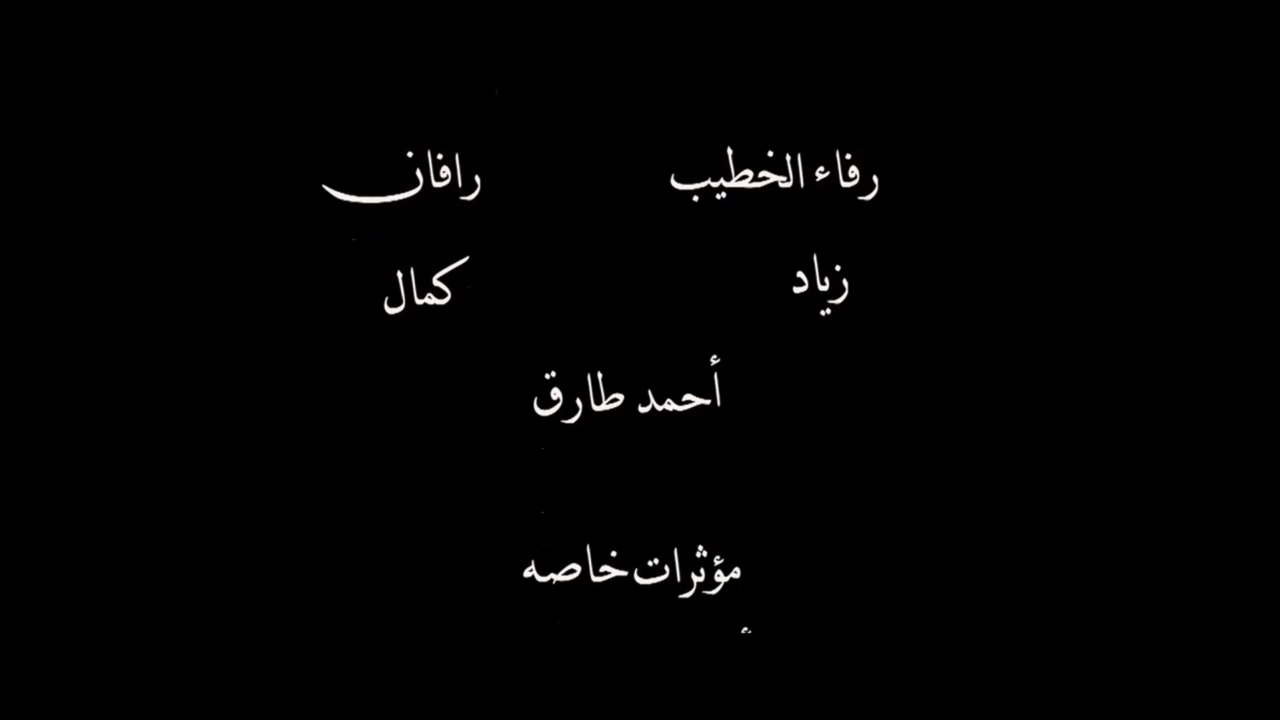 رفاء الخطيب رافان
زياد كمال
أحمد طارق
مؤثرات خاصه